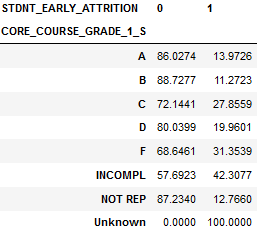 STDNT_EARLY_ATTRITION 0 1
CORE_COURSE_GRADE_1_S
A 86.0274 13.9726
B 88.7277 11.2723
C 72.1441 27.8559
D 80.0399 19.9601
F 68.6461 31.3539
INCOMPL 57.6923 42.3077
NOT REP 87.2340 12.7660
Unknown 0.0000 100.0000